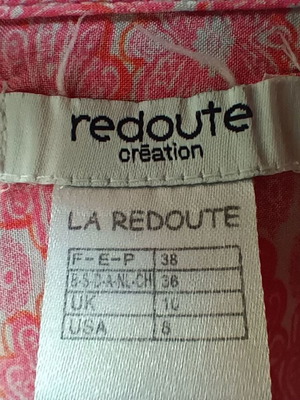 redoute
création
LA REDOUTE
F-E-P 38
B-S-D-A-NL-CH 36
UK 10
USA 8